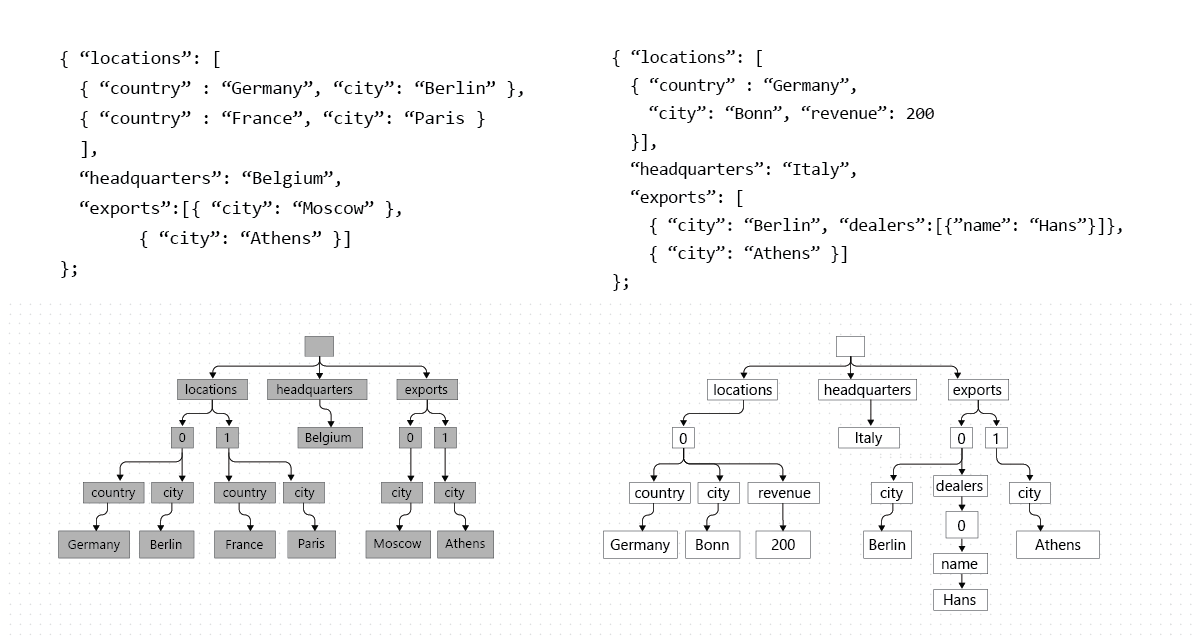 { “locations”: [
{ “country” : “Germany”, “city”: “Berlin” },
{ “country” : “France”, “city”: “Paris }
],
“headquarters”: “Belgium”,
“exports”:[{ “city”: “Moscow” },
{ “city”: “Athens” }]
};
{ “locations”: [
{ “country” : “Germany”,
“city”: “Bonn”, “revenue”: 200
}],
“headquarters”: “Italy”,
“exports”: [
{ “city”: “Berlin”, “dealers”:[{”name”: “Hans”}]},
{ “city”: “Athens” }]
};
locations headquarters exports
0 1 Belgium 0 1
country city country city city city
Germany Berlin France Paris Moscow Athens
locations headquarters exports
0 Italy 0 1
country city revenue city dealers city
Germany Bonn 200 Berlin 0 Athens
name
Hans